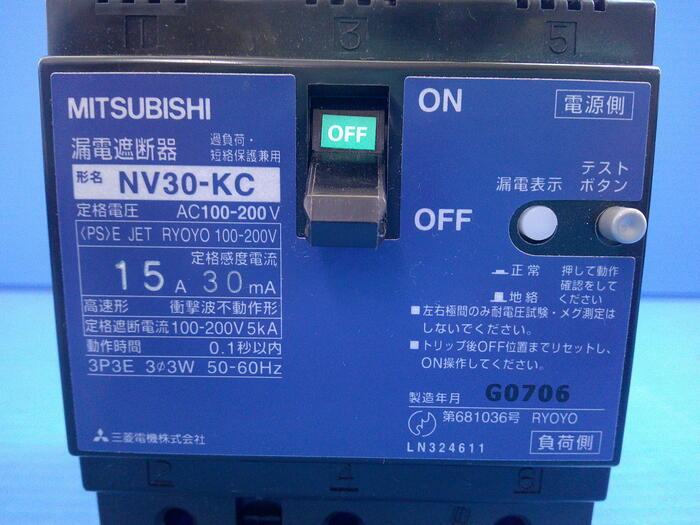 1 3 5
MITSUBISHI
漏電遮断器 過負荷・
短絡保護兼用
形名 NV30-KC
定格電圧 AC100-200V
〈PS〉E JET RYOYO 100-200V
定格感度電流
15A 30mA
高速形 衝撃波不動作形
定格遮断電流100-200V5kA
動作時間 0.1秒以内
3P3E 3ø3W 50-60Hz
三菱電機株式会社
OFF
ON
電源側
OFF
漏電表示
テスト
ボタン
正常
地絡
押して動作
確認をして
ください
■左右極間のみ耐電圧試験・メグ測定は
しないでください。
■トリップ後OFF位置までリセットし、
ON操作してください。
製造年月 G0706
第681036号 RYOYO
LN324611
負荷側
2 4 6